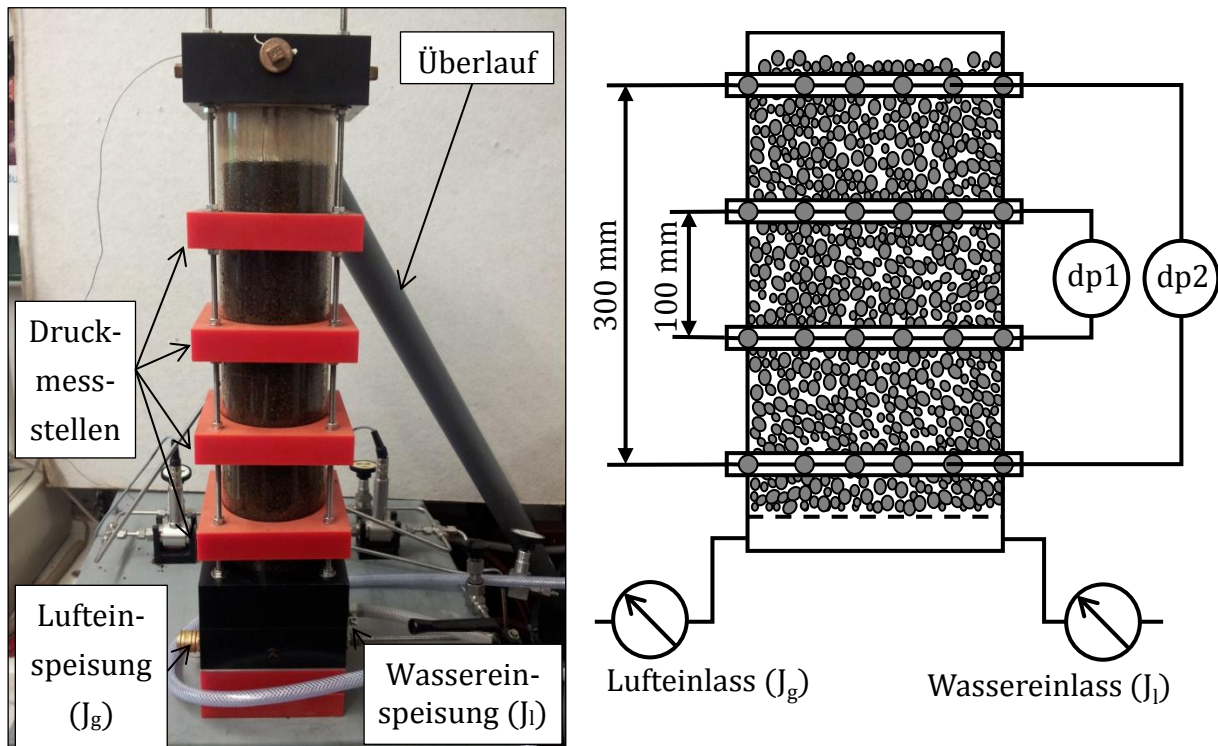 Überlauf
Druck-
mess-
stellen
Luftein-
speisung
(Jg)
Wasserein-
speisung (Jl)
300 mm
100 mm
dp1
dp2
Lufteinlass (Jg)
Wassereinlass (Jl)